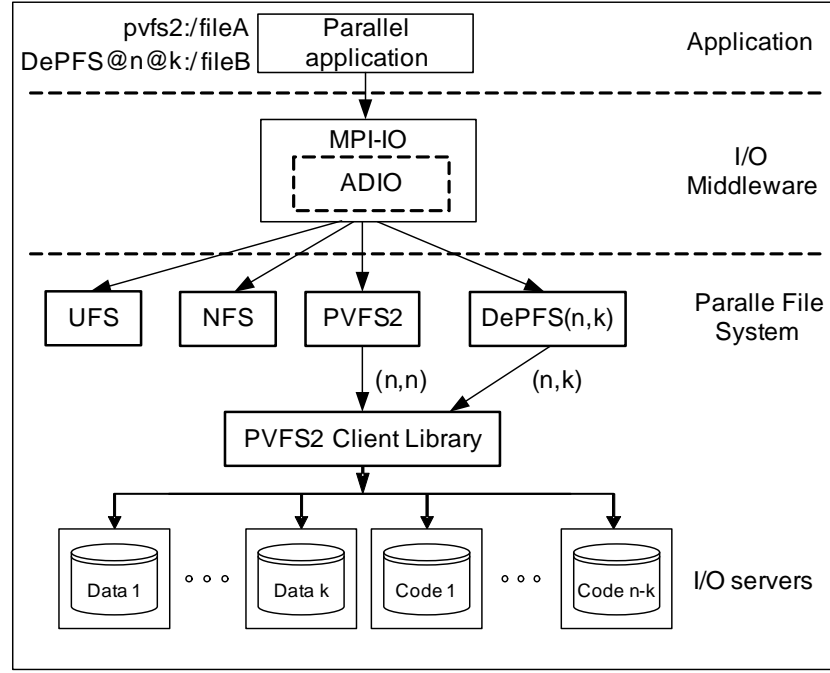 pvfs2:/fileA
DePFS@n@k:/fileB
Parallel
application
Application
MPI-IO
ADIO
I/O
Middleware
UFS
NFS
PVFS2
DePFS(n,k)
Paralle File
System
(n,n)
(n,k)
PVFS2 Client Library
Data 1
Data k
Code 1
Code n-k
I/O servers